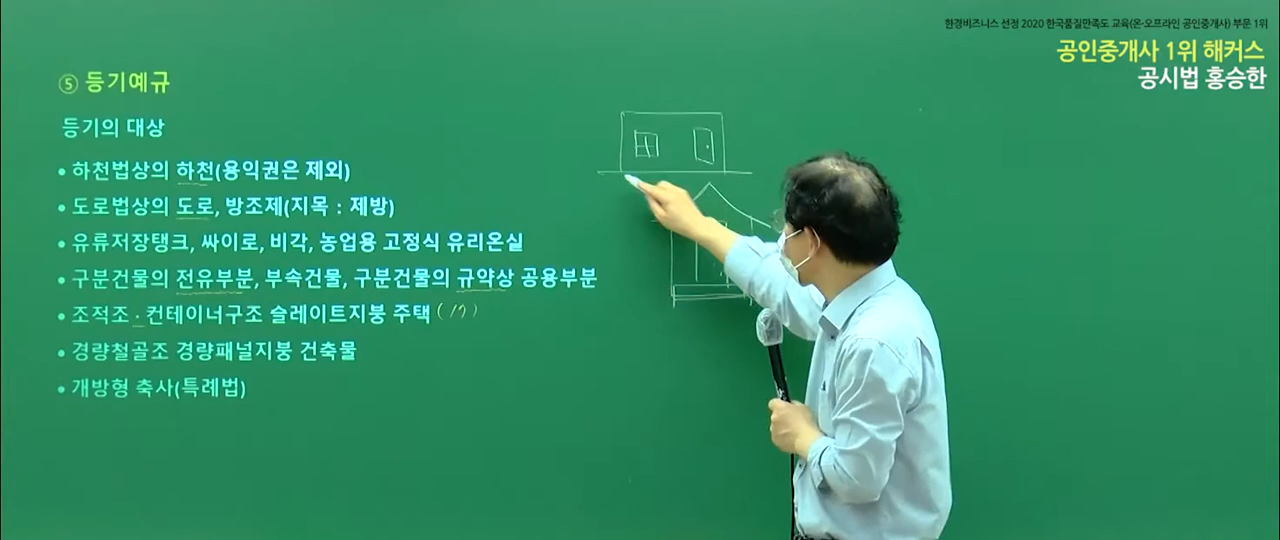 한경비즈니스 선정 2020 한국품질만족도 교육(온·오프라인 공인중개사) 부문 1위
공인중개사 1위 해커스
공시법 홍승한
⑤ 등기예규
등기의 대상
• 하천법상의 하천(용익권은 제외)
• 도로법상의 도로, 방조제(지목 : 제방)
• 유류저장탱크, 싸이로, 비각, 농업용 고정식 유리온실
• 구분건물의 전유부분, 부속건물, 구분건물의 규약상 공용부분
• 조적조 · 컨테이너구조 슬레이트지붕 주택
• 경량철골조 경량패널지붕 건축물
• 개방형 축사(특례법)